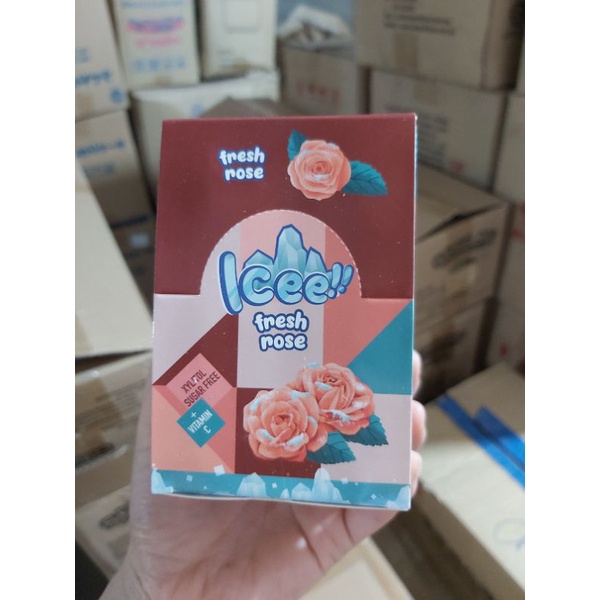 fresh
rose
Icee!!
fresh
rose
XYLITOL
SUGAR FREE
+
VITAMIN
C